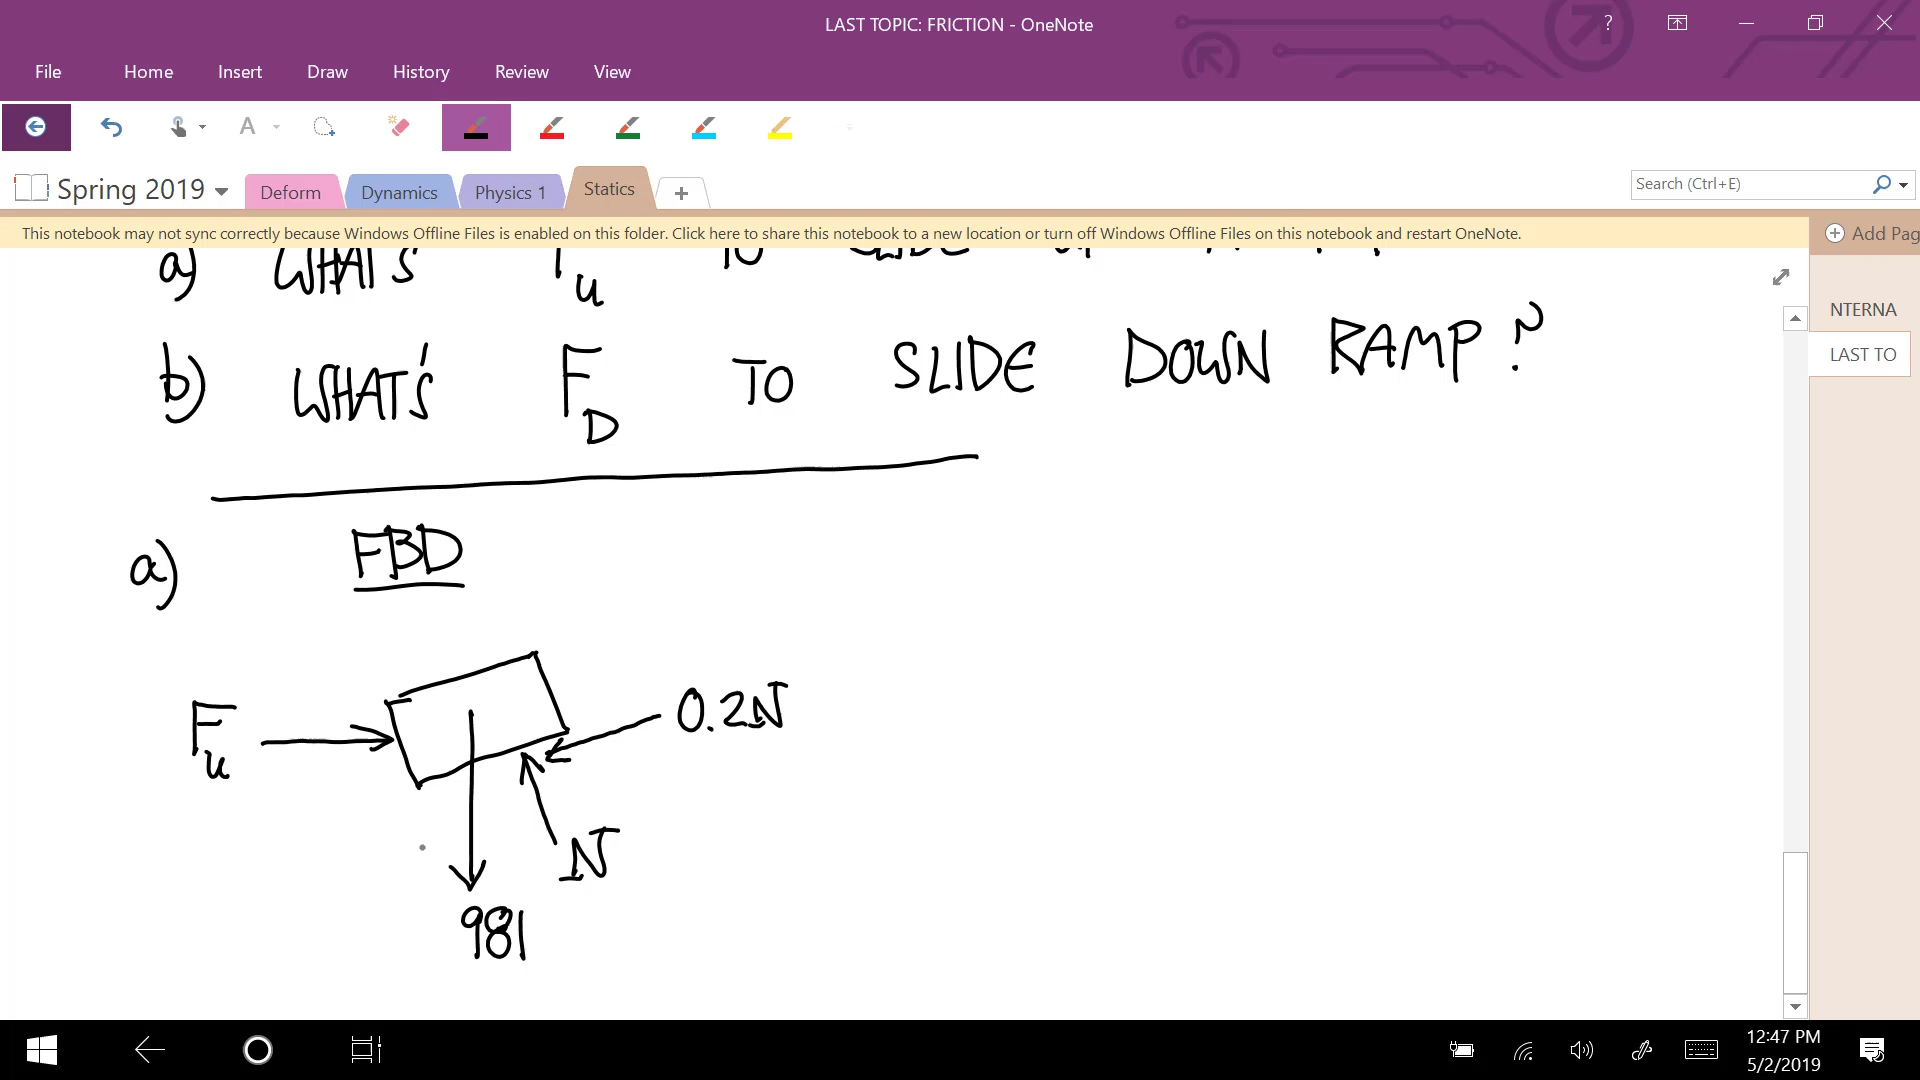 LAST TOPIC: FRICTION - OneNote
?
File Home Insert Draw History Review View
A
Spring 2019 Deform Dynamics Physics 1 Statics + Search (Ctrl+E)
This notebook may not sync correctly because Windows Offline Files is enabled on this folder. Click here to share this notebook to a new location or turn off Windows Offline Files on this notebook and restart OneNote.
Add Pag
NTERNA
LAST TO
a) WHAT'S F u TO SLIDE
b) WHAT'S F D TO SLIDE DOWN RAMP?
a) FBD
F u
0.2N
N
981
12:47 PM
5/2/2019